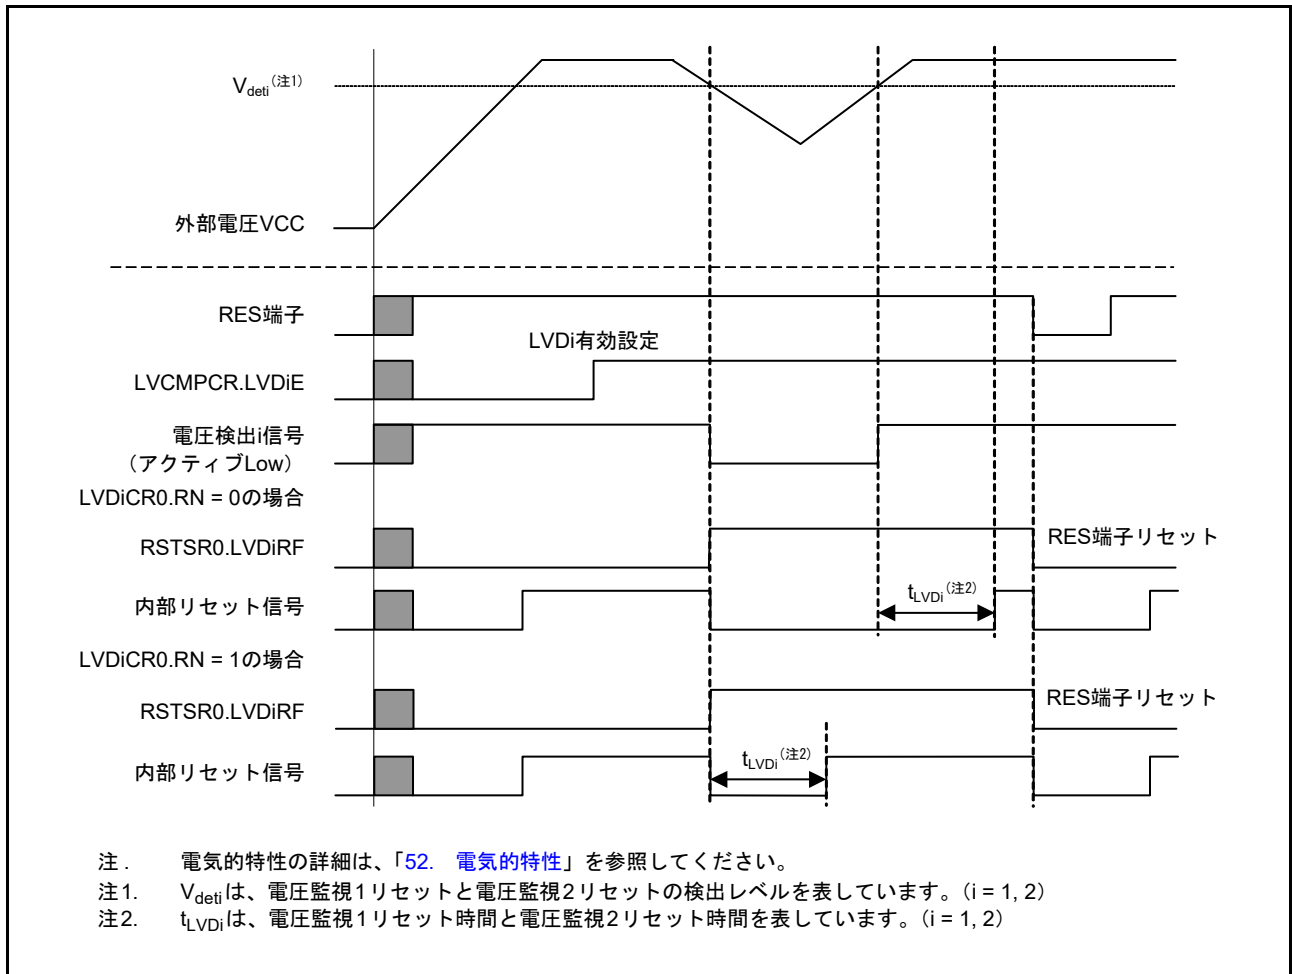 Vdeti(注1)
外部電圧VCC
RES端子
LVDi有効設定
LVCMPCR.LVDiE
電圧検出i信号
（アクティブLow）
LVDiCR0.RN = 0の場合
RSTSR0.LVDiRF
RES端子リセット
tLVDi(注2)
内部リセット信号
LVDiCR0.RN = 1の場合
RSTSR0.LVDiRF
RES端子リセット
tLVDi(注2)
内部リセット信号
注 . 電気的特性の詳細は、「52. 電気的特性」を参照してください。
注1. Vdetiは、電圧監視1リセットと電圧監視2リセットの検出レベルを表しています。（i = 1, 2）
注2. tLVDiは、電圧監視1リセット時間と電圧監視2リセット時間を表しています。（i = 1, 2）